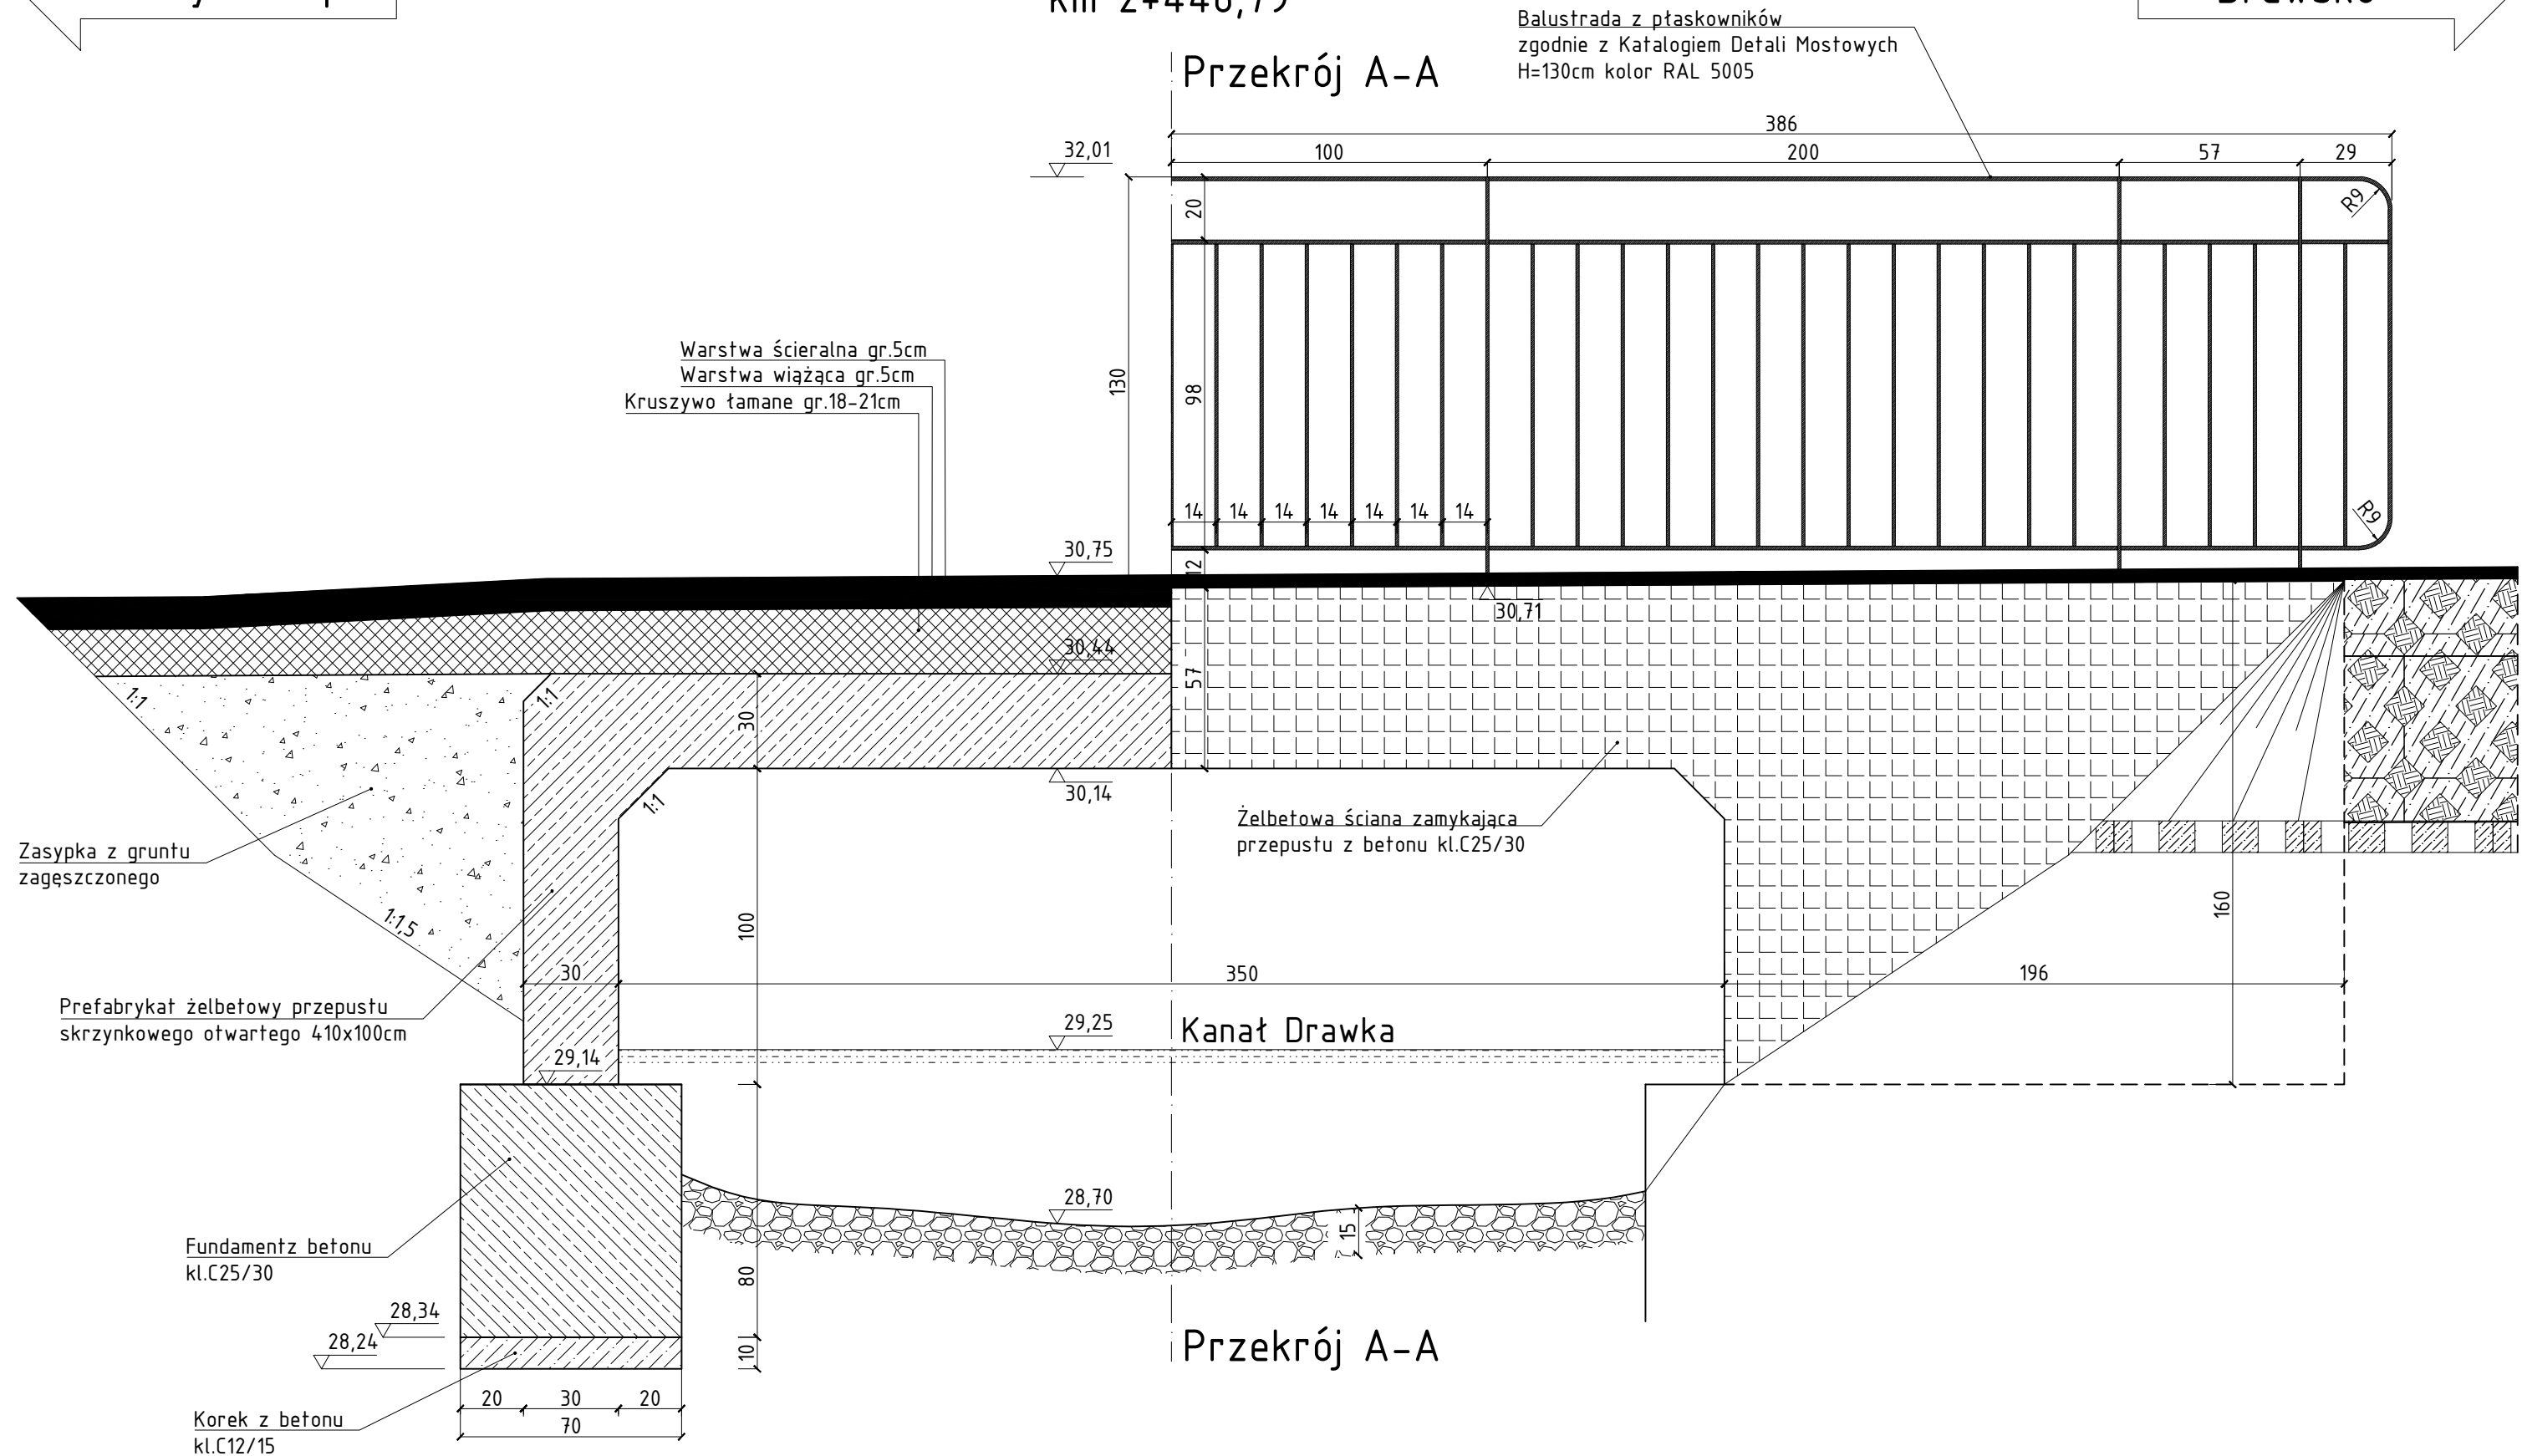 Przekrój A-A
Balustrada z płaskowników
zgodnie z Katalogiem Detali Mostowych
H=130cm kolor RAL 5005
386
100
200
57
29
32,01
R9
20
130
98
Warstwa ścieralna gr.5cm
Warstwa wiążąca gr.5cm
Kruszywo łamane gr.18-21cm
14
14
14
14
14
14
14
R9
30,75
12
30,71
30,44
57
1:1
1:1
30
30,14
1:1
Żelbetowa ściana zamykająca
przepustu z betonu kl.C25/30
Zasypka z gruntu
zagęszczonego
1:1,5
100
160
30
350
196
Prefabrykat żelbetowy przepustu
skrzynkowego otwartego 410x100cm
29,25
Kanał Drawka
29,14
28,70
15
Fundamentz betonu
kl.C25/30
80
28,34
28,24
10
Przekrój A-A
20
30
20
70
Korek z betonu
kl.C12/15